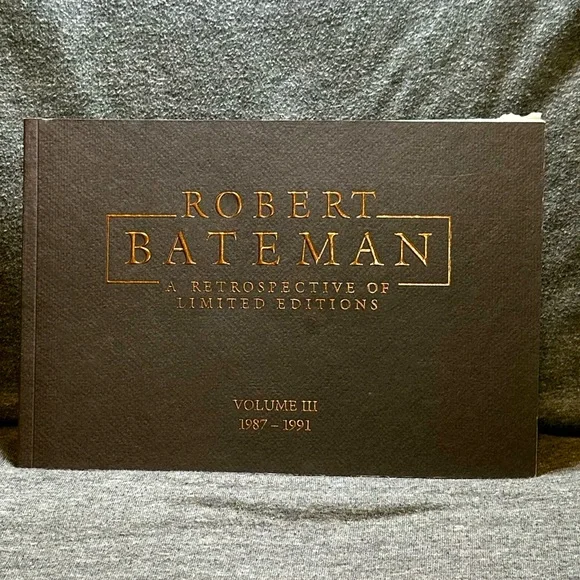 ROBERT
BATEMAN
A RETROSPECTIVE OF
LIMITED EDITIONS
VOLUME III
1987 – 1991